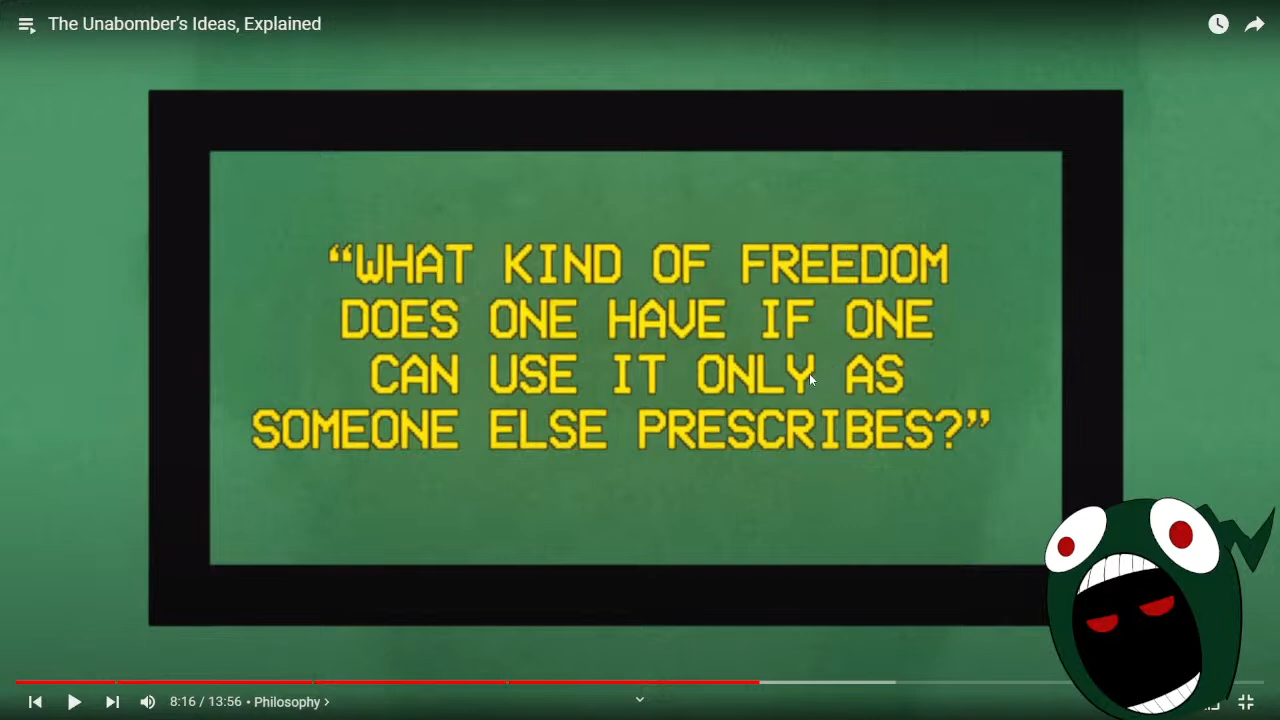 The Unabomber’s Ideas, Explained
“WHAT KIND OF FREEDOM
DOES ONE HAVE IF ONE
CAN USE IT ONLY AS
SOMEONE ELSE PRESCRIBES?”
8:16 / 13:56 • Philosophy ›